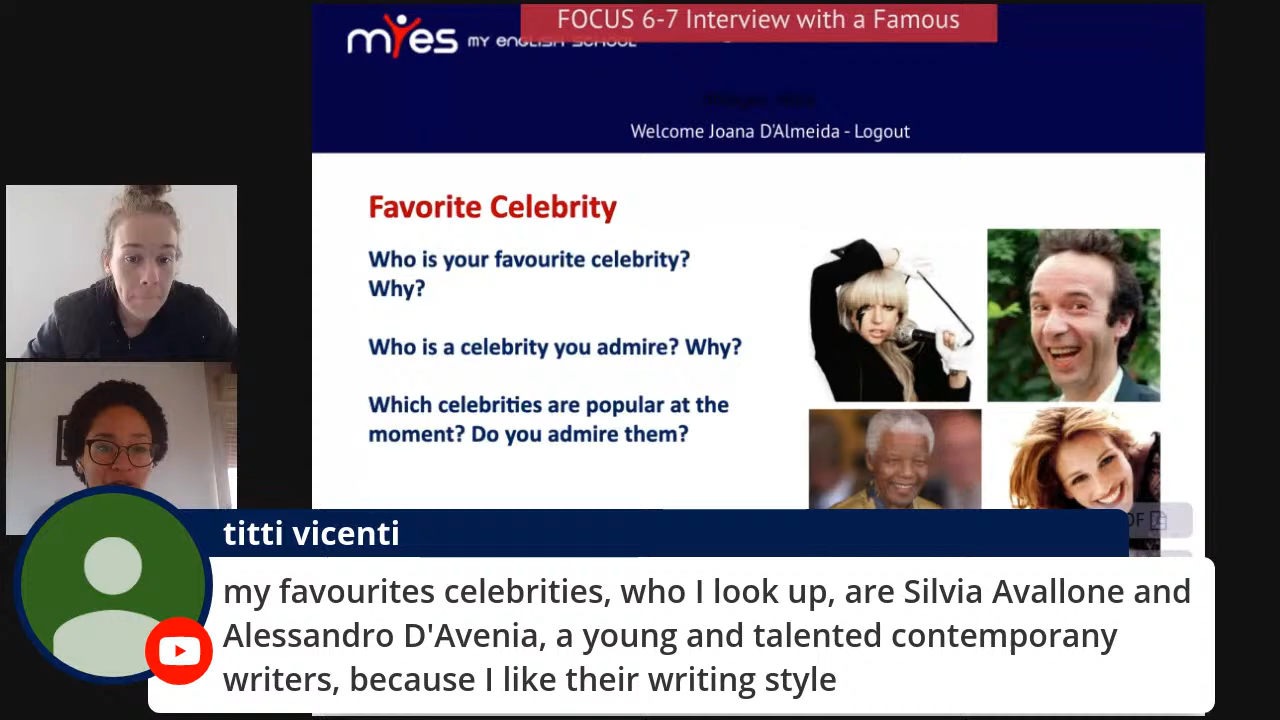 FOCUS 6-7 Interview with a Famous
myes MY ENGLISH SCHOOL
Welcome Joana D'Almeida - Logout
Favorite Celebrity
Who is your favourite celebrity?
Why?
Who is a celebrity you admire? Why?
Which celebrities are popular at the
moment? Do you admire them?
titti vicenti
my favourites celebrities, who I look up, are Silvia Avallone and
Alessandro D'Avenia, a young and talented contemporany
writers, because I like their writing style